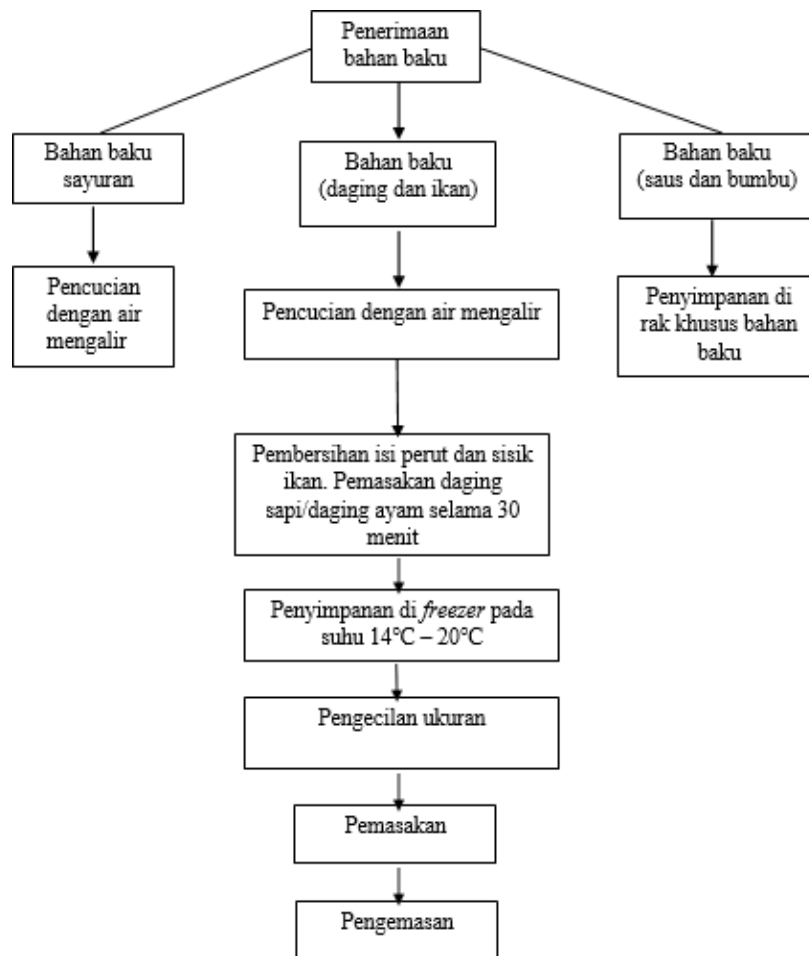 Penerimaan
bahan baku
Bahan baku
sayuran
Bahan baku
(daging dan ikan)
Bahan baku
(saus dan bumbu)
Pencucian
dengan air
mengalir
Pencucian dengan air mengalir
Penyimpanan di
rak khusus bahan
baku
Pembersihan isi perut dan sisik
ikan. Pemasakan daging
sapi/daging ayam selama 30
menit
Penyimpanan di freezer pada
suhu 14°C – 20°C
Pengecilan ukuran
Pemasakan
Pengemasan